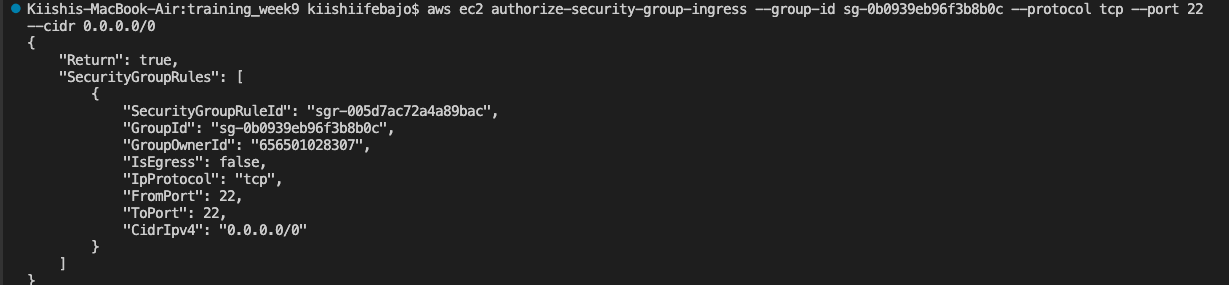 Kiishis-MacBook-Air:training_week9 kiishiifebajo$ aws ec2 authorize-security-group-ingress --group-id sg-0b0939eb96f3b8b0c --protocol tcp --port 22
--cidr 0.0.0.0/0
{
    "Return": true,
    "SecurityGroupRules": [
        {
            "SecurityGroupRuleId": "sgr-005d7ac72a4a89bac",
            "GroupId": "sg-0b0939eb96f3b8b0c",
            "GroupOwnerId": "656501028307",
            "IsEgress": false,
            "IpProtocol": "tcp",
            "FromPort": 22,
            "ToPort": 22,
            "CidrIpv4": "0.0.0.0/0"
        }
    ]
}